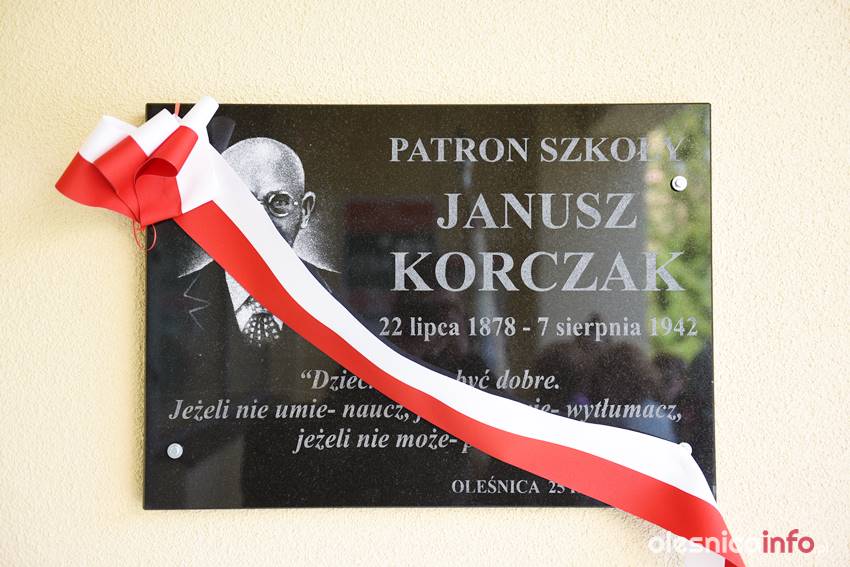 PATRON SZKOŁY
JANUSZ
KORCZAK
22 lipca 1878 - 7 sierpnia 1942
być dobre.
Jeżeli nie umie- naucz, wytłumacz,
jeżeli nie może-
OLEŚNICA
olesnicainfo